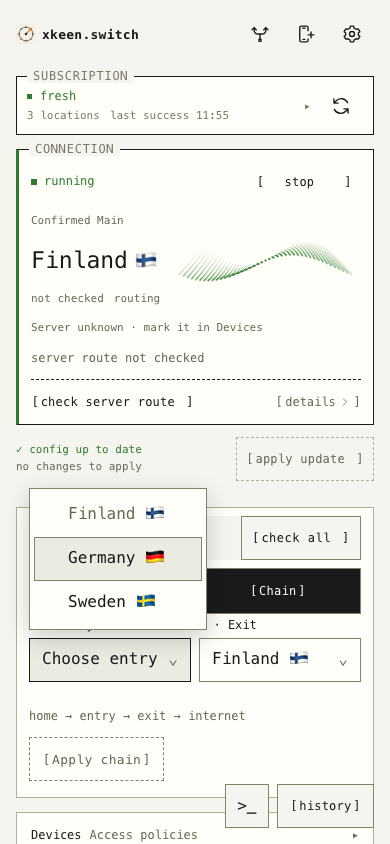 xkeen.switch
SUBSCRIPTION
fresh
3 locations last success 11:55
CONNECTION
running
[ stop ]
Confirmed Main
Finland
not checked routing
Server unknown · mark it in Devices
server route not checked
[check server route ]
[details > ]
✓ config up to date
no changes to apply
[apply update ]
Finland
Germany
Sweden
[check all ]
[Chain]
· Exit
Choose entry
Finland
home → entry → exit → internet
[Apply chain]
>_
[history]
Devices Access policies